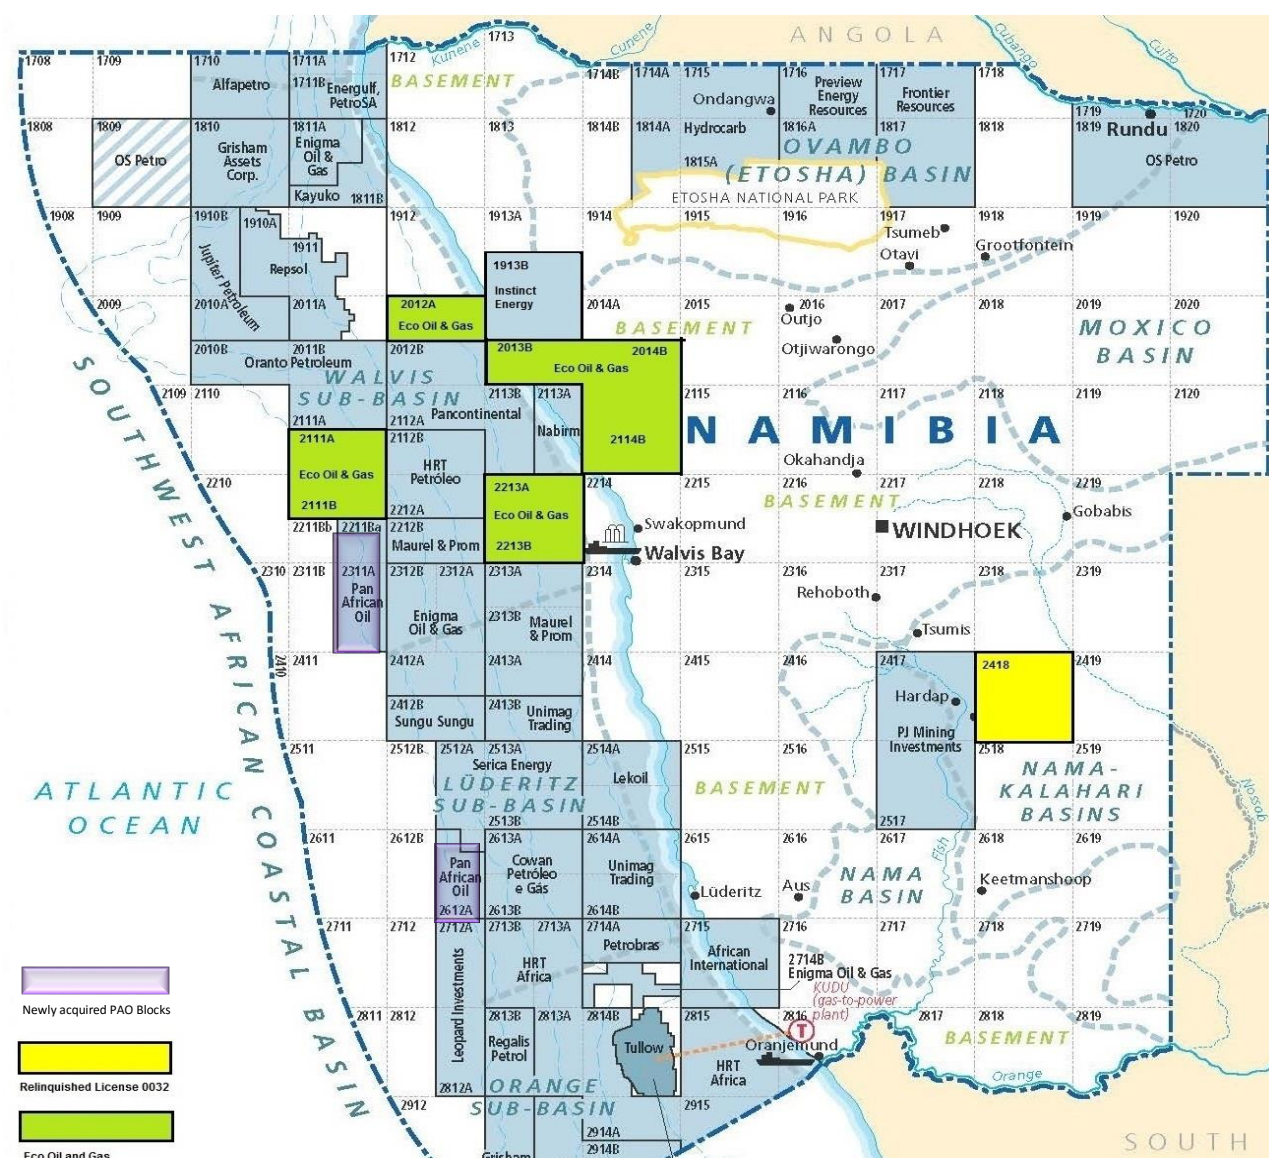 1713
ANGOLA
Kunene
Cunene
Cubango
Cuito
1708
1709
1710
1711A
1712
BASEMENT
1714B
1714A
1715
1716
1717
1718
Alfapetro
1711B
Energulf,
PetroSA
Ondangwa
Preview
Energy
Resources
Frontier
Resources
1719
1720
1808
1809
1810
1811A
1812
1813
1814B
1814A
Hydrocarb
1816A
1817
1818
1819
Rundu
1820
OS Petro
Grisham
Assets
Corp.
Enigma
Oil &
Gas
Kayuko
1811B
OVAMBO
(ETOSHA) BASIN
1815A
OS Petro
ETOSHA NATIONAL PARK
1908
1909
1910B
1910A
1911
1912
1913A
1914
1915
1916
1917
1918
1919
1920
Tsumeb
Otavi
Grootfontein
Jupiter Petroleum
Repsol
1913B
Instinct
Energy
2009
2010A
2011A
2012A
Eco Oil & Gas
2014A
2015
2016
2017
2018
2019
2020
Outjo
BASEMENT
Otjiwarongo
MOXICO
BASIN
2010B
2011B
2012B
2013B
2014B
Oranto Petroleum
Eco Oil & Gas
WALVIS
SUB-BASIN
2109
2110
2111A
2112A
2113B
2113A
2115
2116
2117
2118
2119
2120
Pancontinental
Nabirm
2114B
NAMIBIA
2111A
Eco Oil & Gas
2111B
2112B
HRT
Petróleo
2212A
Okahandja
2210
2213A
Eco Oil & Gas
2213B
2214
2215
2216
2217
2218
2219
BASEMENT
Gobabis
2211Bb
2211Ba
2212B
Maurel & Prom
Swakopmund
Walvis Bay
WINDHOEK
2310
2311B
2311A
Pan
African
Oil
2312B
2312A
2313A
2314
2315
2316
2317
2318
2319
Rehoboth
Enigma
Oil & Gas
2313B
Maurel
& Prom
Tsumis
2410
2411
2412A
2413A
2414
2415
2416
2417
2418
2419
Hardap
2412B
Sungu Sungu
2413B
Unimag
Trading
PJ Mining
Investments
2511
2512B
2512A
2513A
2514A
2515
2516
2518
2519
Serica Energy
Lekoil
LÜDERITZ
SUB-BASIN
BASEMENT
NAMA-
KALAHARI
BASINS
Nossob
ATLANTIC
OCEAN
SOUTHWEST AFRICAN COASTAL BASIN
2513B
2514B
2517
2611
2612B
2613A
2614A
2615
2616
2618
2619
Fish
Pan
African
Oil
2612A
Cowan
Petróleo
e Gás
2613B
Unimag
Trading
2614B
Lüderitz
Aus
NAMA
BASIN
Keetmanshoop
2711
2712
2712A
2713B
2713A
2714A
2715
2716
2717
2718
2719
Petrobras
African
International
HRT
Africa
2714B
Enigma Oil & Gas
KUDU
(gas-to-power
plant)
Leopard Investments
2811
2812
2813B
2813A
2814B
2815
2816
2817
2818
2819
T
Regalis
Petrol
Tullow
Oranjemund
BASEMENT
HRT
Africa
Orange
2812A
ORANGE
SUB-BASIN
2912
2915
2914A
2914B
Grisham
SOUTH
Newly acquired PAO Blocks
Relinquished License 0032
Eco Oil and Gas